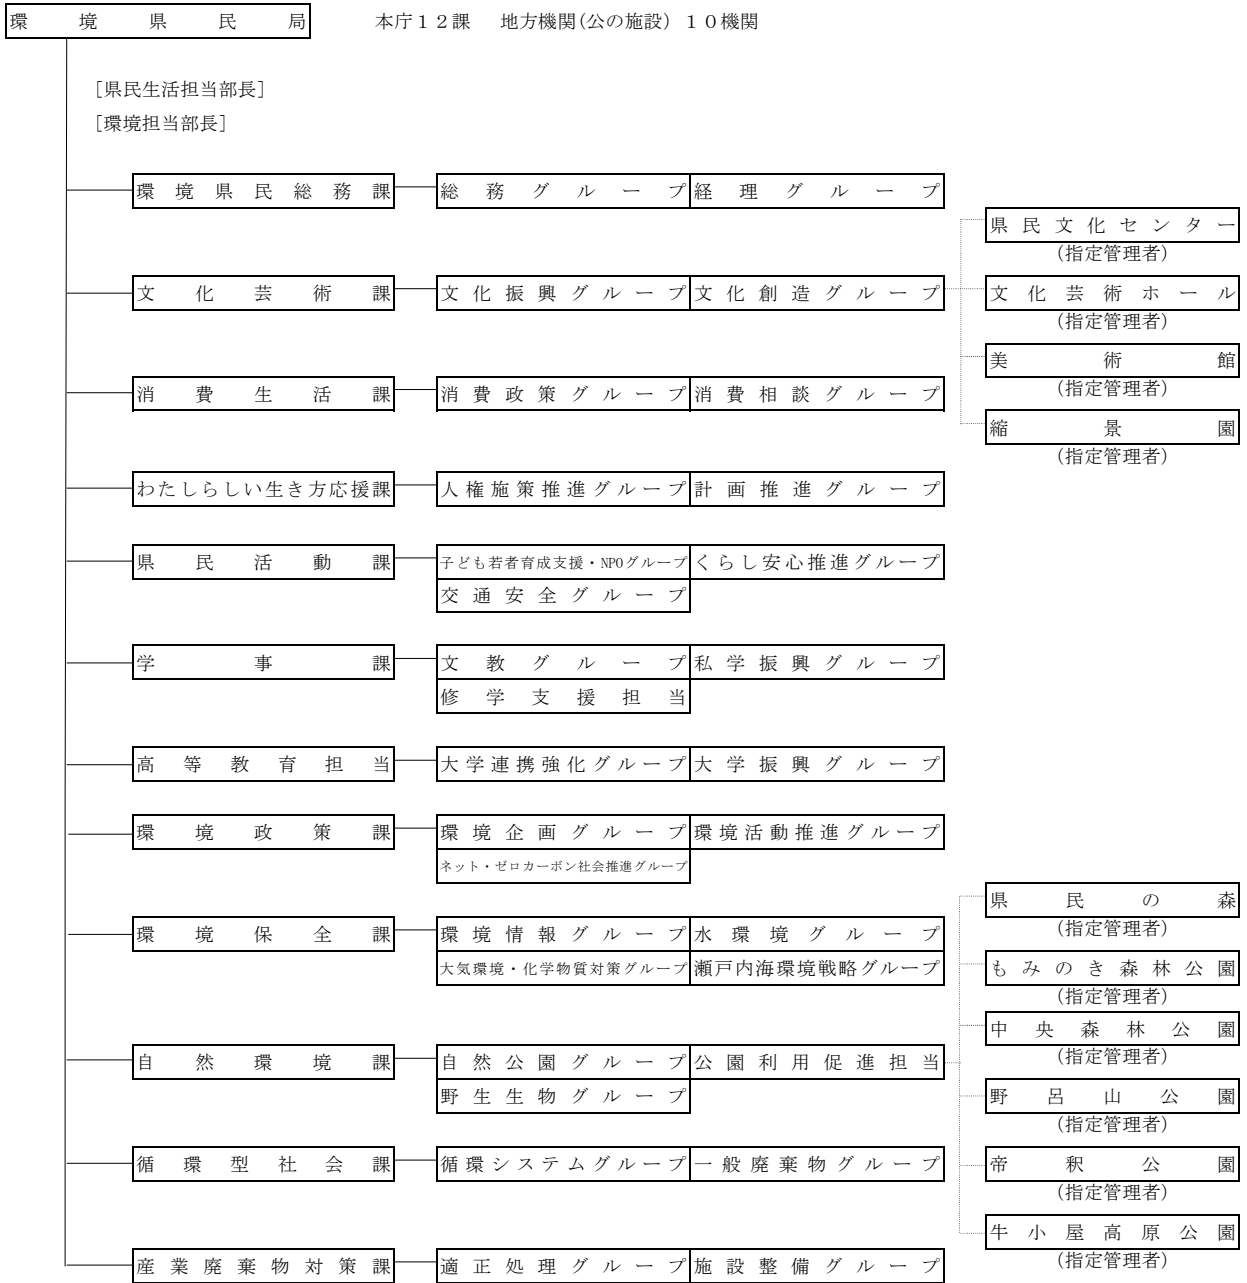 環境県民局 本庁１２課 地方機関(公の施設) １０機関
[県民生活担当部長]
[環境担当部長]
環境県民総務課 総務グループ 経理グループ
県民文化センター
(指定管理者)
文化芸術課 文化振興グループ 文化創造グループ 文化芸術ホール
(指定管理者)
美術館
(指定管理者)
消費生活課 消費政策グループ 消費相談グループ
縮景園
(指定管理者)
わたしらしい生き方応援課 人権施策推進グループ 計画推進グループ
県民活動課 子ども若者育成支援・NPOグループ くらし安心推進グループ
交通安全グループ
学事課 文教グループ 私学振興グループ
修学支援担当
高等教育担当 大学連携強化グループ 大学振興グループ
環境政策課 環境企画グループ 環境活動推進グループ
ネット・ゼロカーボン社会推進グループ
県民の森
(指定管理者)
環境保全課 環境情報グループ 水環境グループ
大気環境・化学物質対策グループ 瀬戸内海環境戦略グループ もみのき森林公園
(指定管理者)
中央森林公園
(指定管理者)
自然環境課 自然公園グループ 公園利用促進担当
野生生物グループ 野呂山公園
(指定管理者)
循環型社会課 循環システムグループ 一般廃棄物グループ 帝釈公園
(指定管理者)
牛小屋高原公園
(指定管理者)
産業廃棄物対策課 適正処理グループ 施設整備グループ